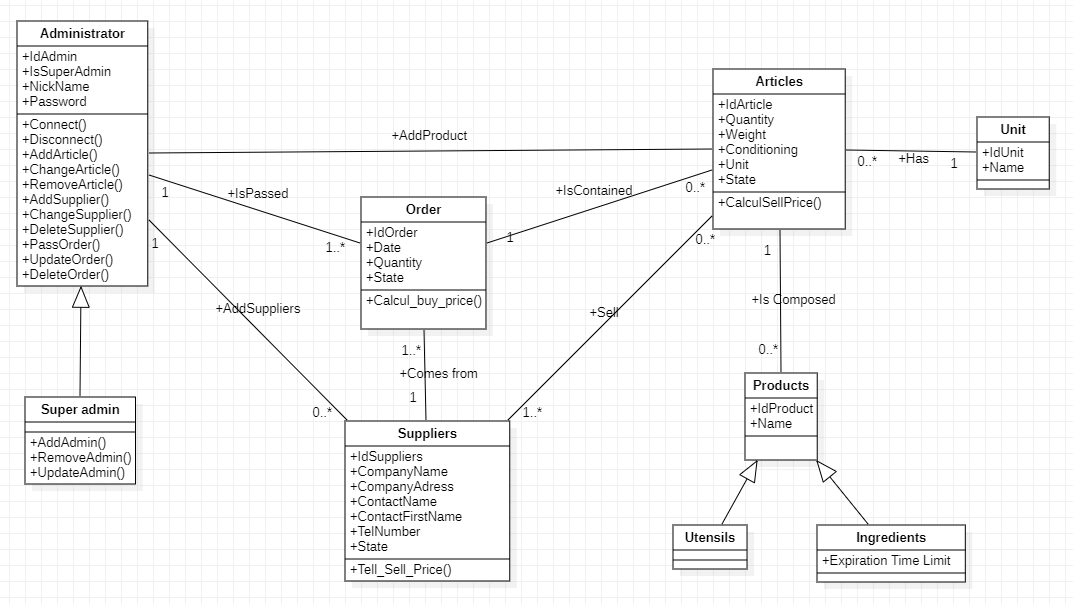 Administrator
+IdAdmin
+IsSuperAdmin
+NickName
+Password
+Connect()
+Disconnect()
+AddArticle()
+ChangeArticle()
+RemoveArticle()
+AddSupplier()
+ChangeSupplier()
+DeleteSupplier()
+PassOrder()
+UpdateOrder()
+DeleteOrder()
+AddProduct
Articles
+IdArticle
+Quantity
+Weight
+Conditioning
+Unit
+State
+CalculSellPrice()
0..*
+Has
1
Unit
+IdUnit
+Name
1
+IsPassed
1..*
Order
+IdOrder
+Date
+Quantity
+State
+Calcul_buy_price()
+IsContained
0..*
1
1
+AddSuppliers
0..*
0..*
+Sell
1..*
1
+Is Composed
0..*
1..*
+Comes from
1
Super admin
+AddAdmin()
+RemoveAdmin()
+UpdateAdmin()
Suppliers
+IdSuppliers
+CompanyName
+CompanyAdress
+ContactName
+ContactFirstName
+TelNumber
+State
+Tell_Sell_Price()
Products
+IdProduct
+Name
Utensils
Ingredients
+Expiration Time Limit